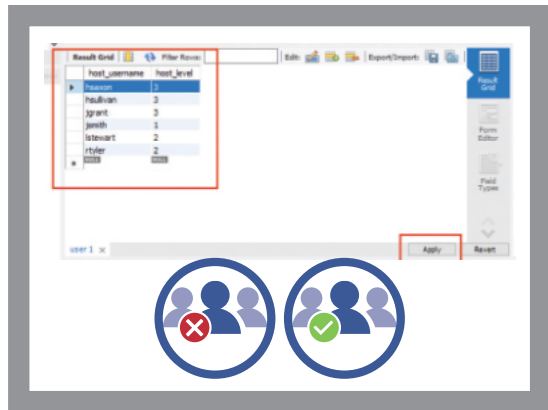 Result Grid Filter Rows: Edit: Export/Import:
host_username host_level
hsaxon 3
hsullivan 3
jgrant 3
jsmith 1
lstewart 2
rtyler 2
NULL NULL
Result
Grid
Form
Editor
Field
Types
user 1 ×
Apply Revert